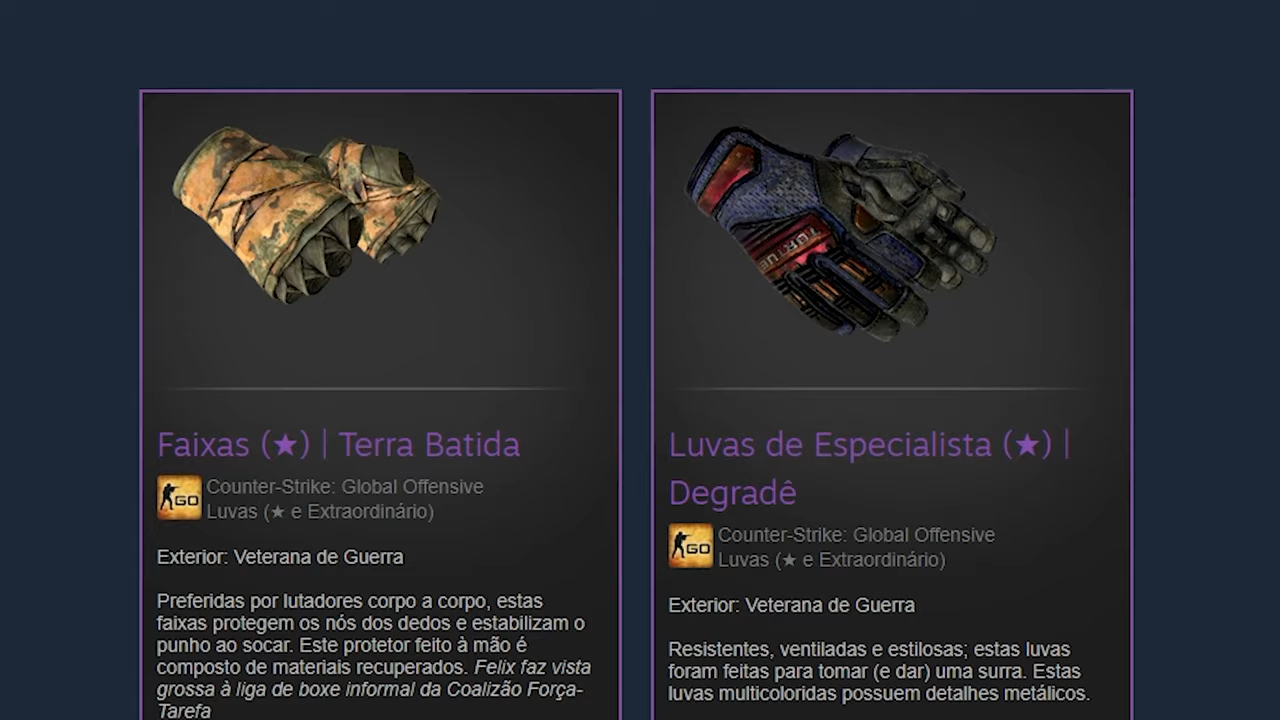 Faixas (★) | Terra Batida
GO
Counter-Strike: Global Offensive
Luvas (★ e Extraordinário)
Exterior: Veterana de Guerra
Preferidas por lutadores corpo a corpo, estas
faixas protegem os nós dos dedos e estabilizam o
punho ao socar. Este protetor feito à mão é
composto de materiais recuperados. Felix faz vista
grossa à liga de boxe informal da Coalizão Força-
Tarefa
Luvas de Especialista (★) |
Degradê
GO
Counter-Strike: Global Offensive
Luvas (★ e Extraordinário)
Exterior: Veterana de Guerra
Resistentes, ventiladas e estilosas; estas luvas
foram feitas para tomar (e dar) uma surra. Estas
luvas multicoloridas possuem detalhes metálicos.